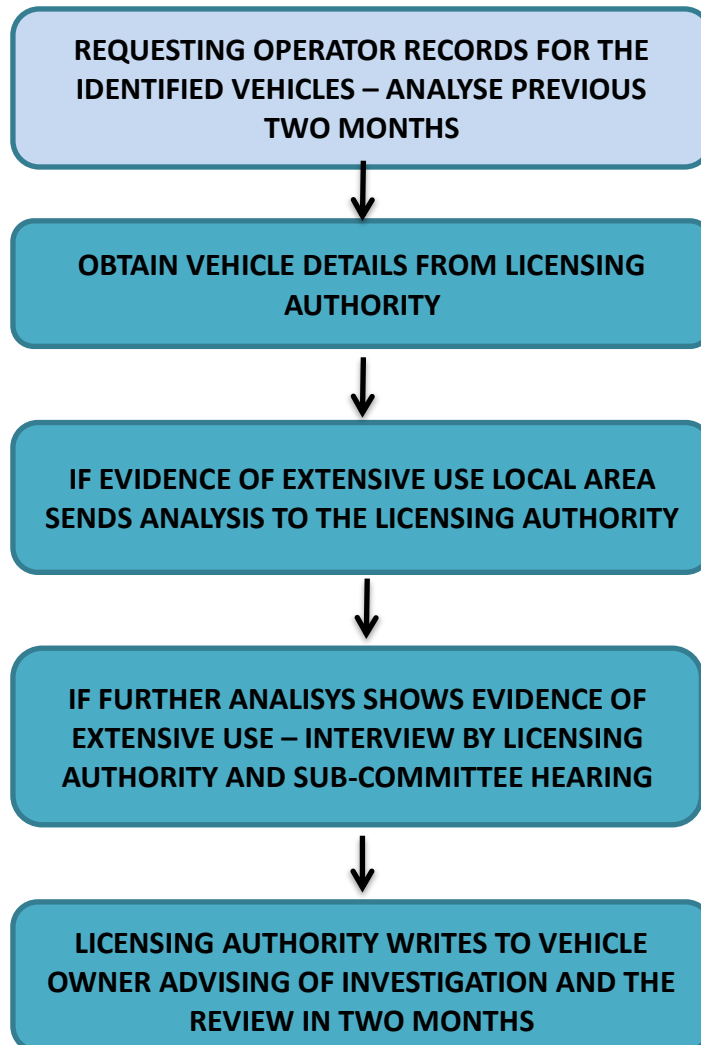 REQUESTING OPERATOR RECORDS FOR THE
IDENTIFIED VEHICLES – ANALYSE PREVIOUS
TWO MONTHS
OBTAIN VEHICLE DETAILS FROM LICENSING
AUTHORITY
IF EVIDENCE OF EXTENSIVE USE LOCAL AREA
SENDS ANALYSIS TO THE LICENSING AUTHORITY
IF FURTHER ANALISYS SHOWS EVIDENCE OF
EXTENSIVE USE – INTERVIEW BY LICENSING
AUTHORITY AND SUB-COMMITTEE HEARING
LICENSING AUTHORITY WRITES TO VEHICLE
OWNER ADVISING OF INVESTIGATION AND THE
REVIEW IN TWO MONTHS